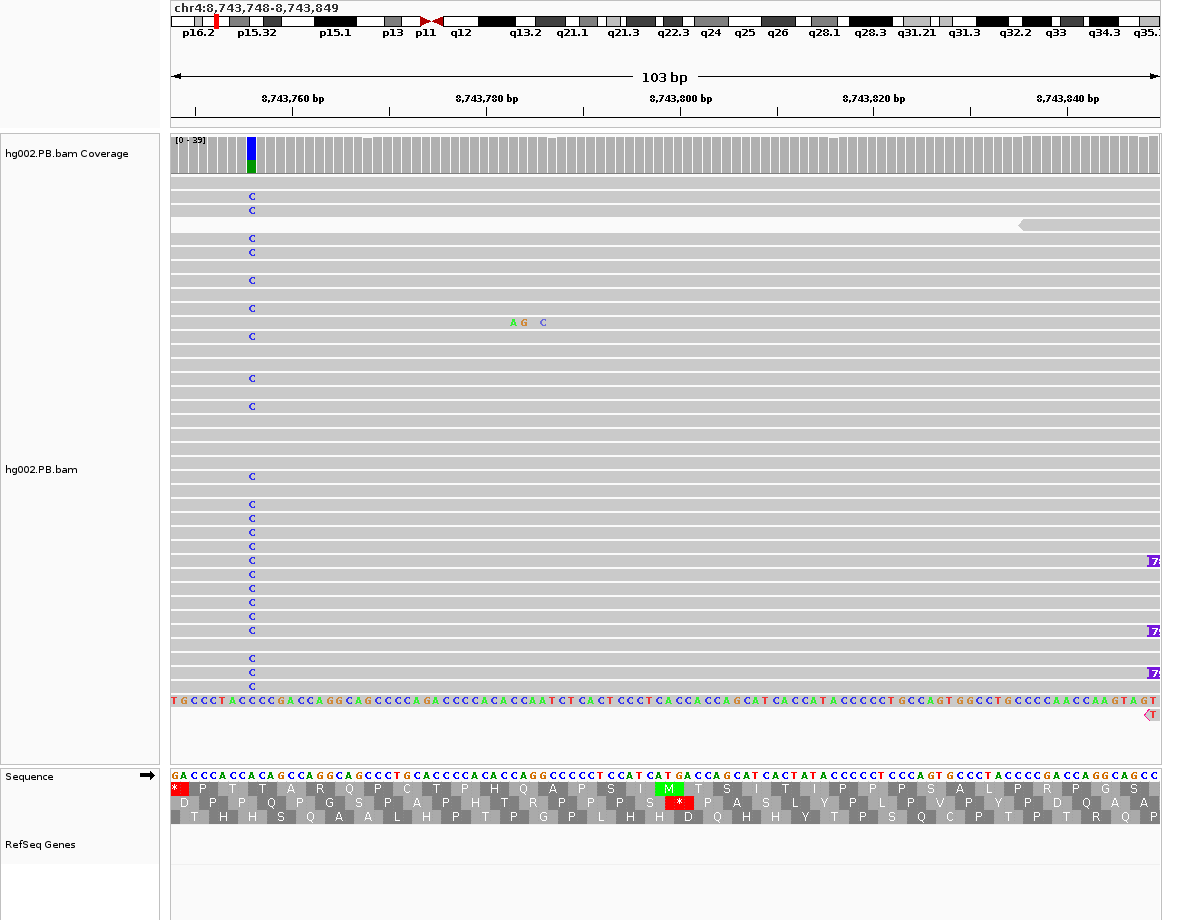 chr4:8,743,748-8,743,849
p16.2 p15.32 p15.1 p13 p11 q12 q13.2 q21.1 q21.3 q22.3 q24 q25 q26 q28.1 q28.3 q31.21 q31.3 q32.2 q33 q34.3 q35.
103 bp
8,743,760 bp 8,743,780 bp 8,743,800 bp 8,743,820 bp 8,743,840 bp
[0 - 39]
hg002.PB.bam Coverage
C
C
C
C
C
C
A G C
C
C
C
hg002.PB.bam
C
C
C
C
C
C 7
C
C
C
C
C 7
C
C 7
C
TGCCCTACCCCGACCAGGCAGCCCCAGACCCCACACCAATCTCACTCCCTCACCACCAGCATCACCATACCCCCTGCCAGTGGCCTGCCCCAACCAAGTAGT
T
Sequence GACCCACCACAGCCAGGCAGCCCTGCACCCCACACCAGGCCCCCTCCATCATGACCAGCATCACTATACCCCCTCCCAGTGCCCTACCCCGACCAGGCAGCC
* P T T A R Q P C T P H Q A P S I M T S I T I P P P S A L P R P G S
D P P Q P G S P A P H T R P P P S * P A S L Y P L P V P Y P D Q A A
T H H S Q A A L H P T P G P L H H D Q H H Y T P S Q C P T P T R Q P
RefSeq Genes